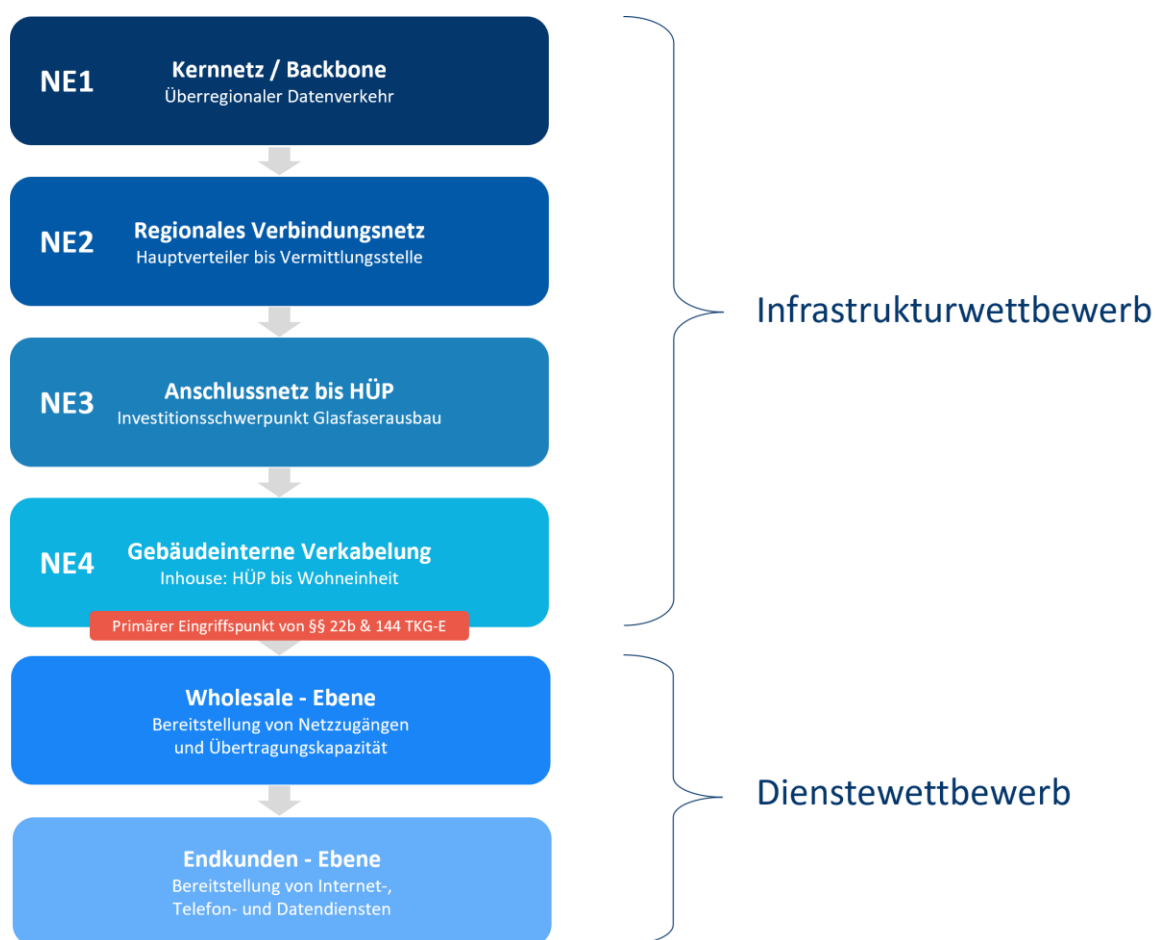 NE1
Kernnetz / Backbone
Überregionaler Datenverkehr
NE2
Regionales Verbindungsnetz
Hauptverteiler bis Vermittlungsstelle
NE3
Anschlussnetz bis HÜP
Investitionsschwerpunkt Glasfaserausbau
NE4
Gebäudeinterne Verkabelung
Inhouse: HÜP bis Wohneinheit
Primärer Eingriffspunkt von §§ 22b & 144 TKG-E
Infrastrukturwettbewerb
Wholesale - Ebene
Bereitstellung von Netzzugängen
und Übertragungskapazität
Endkunden - Ebene
Bereitstellung von Internet-,
Telefon- und Datendiensten
Dienstewettbewerb